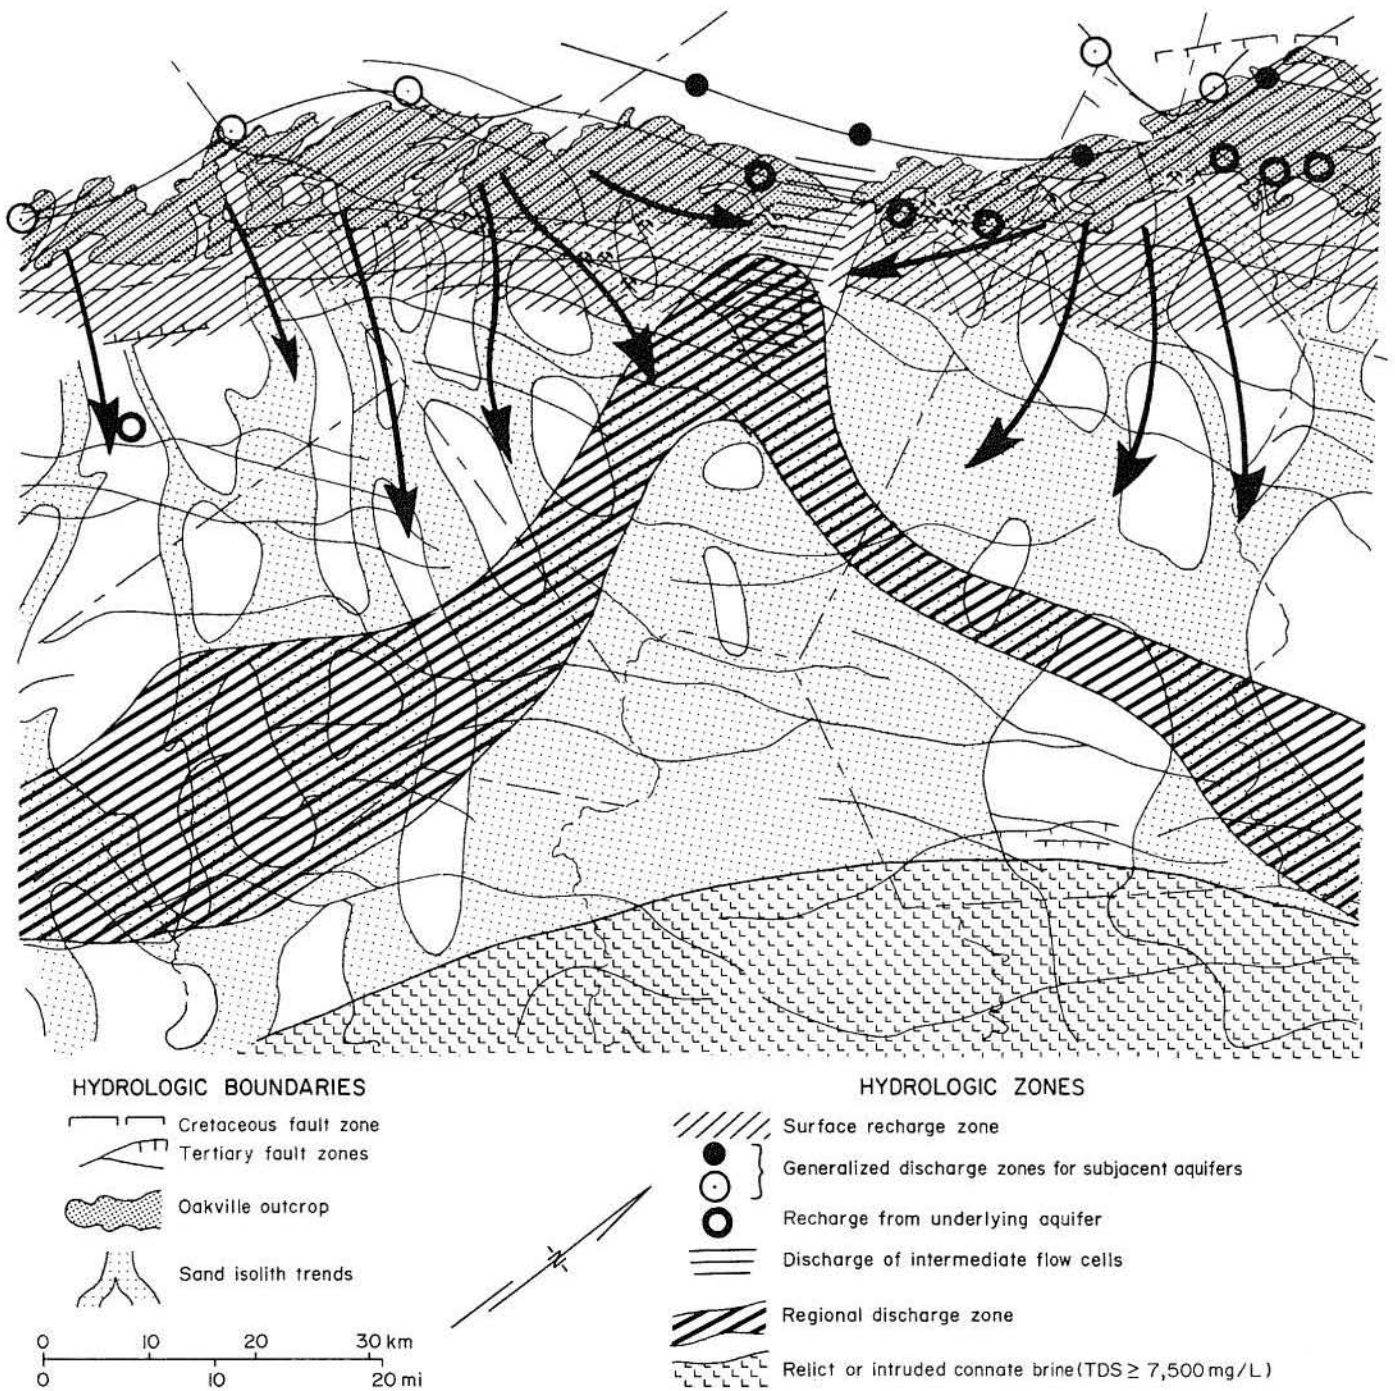 HYDROLOGIC BOUNDARIES
Cretaceous fault zone
Tertiary fault zones
Oakville outcrop
Sand isolith trends
0 10 20 30 km
0 10 20 mi
N
HYDROLOGIC ZONES
Surface recharge zone
Generalized discharge zones for subjacent aquifers
Recharge from underlying aquifer
Discharge of intermediate flow cells
Regional discharge zone
Relict or intruded connate brine (TDS ≥ 7,500 mg/L)